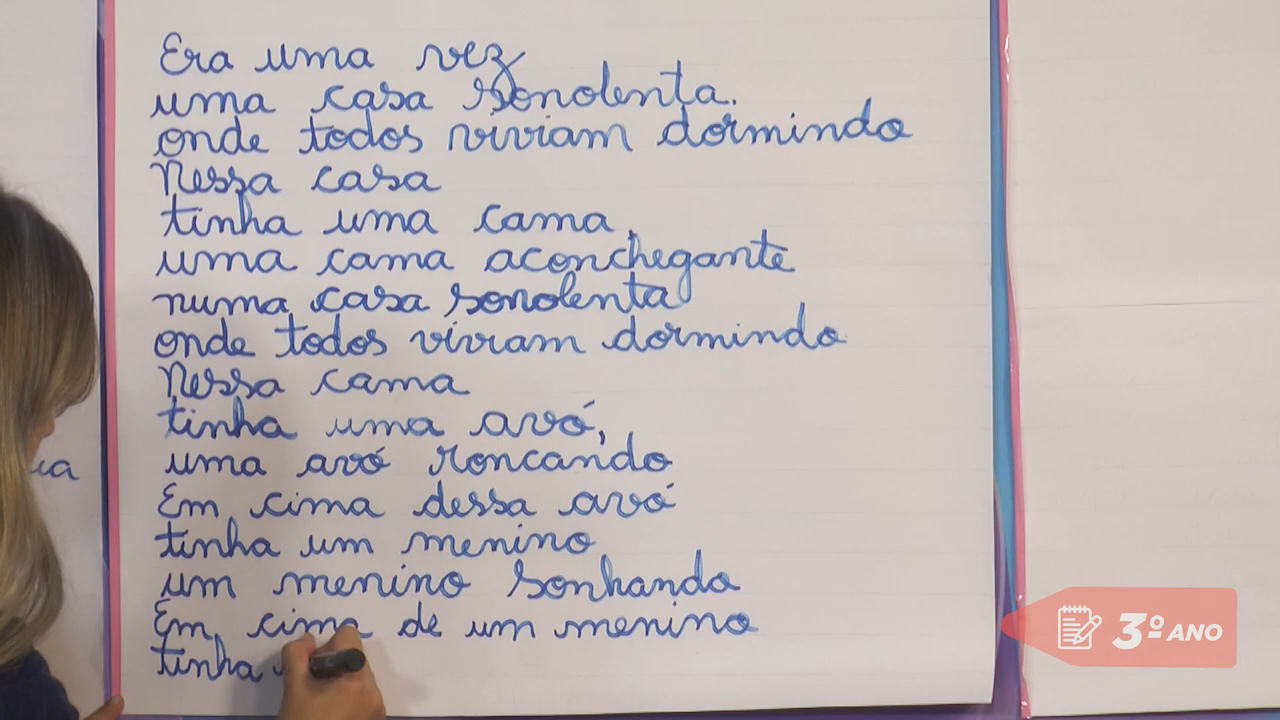 Era uma vez
uma casa sonolenta.
onde todos viviam dormindo
Nessa casa
tinha uma cama,
uma cama aconchegante
numa casa sonolenta
onde todos viviam dormindo
Nessa cama
tinha uma avó,
uma avó roncando
Em cima dessa avó
tinha um menino
um menino sonhando
Em cima de um menino
tinha
3º ANO